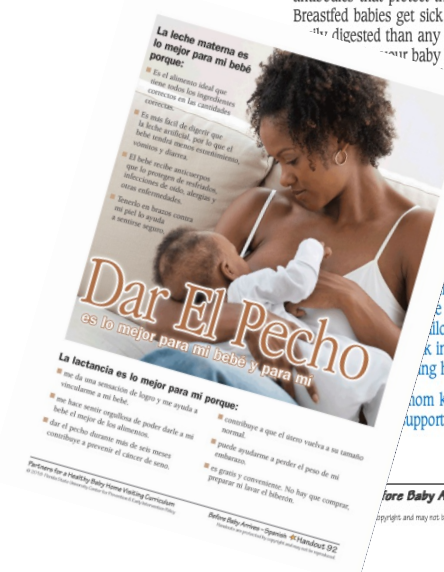 Breastfed babies get sick
digested than any
your baby
La leche materna es
lo mejor para mi bebé
porque:
Es el alimento ideal que
tiene todos los ingredientes
correctos en las cantidades
correctas.
Es más fácil de digerir que
la leche artificial, por lo que el
bebé tendrá menos estreñimiento,
vómitos y diarrea.
El bebé recibe anticuerpos
que lo protegen de resfriados,
infecciones de oído, alergias y
otras enfermedades.
Tenerlo en brazos contra
mi piel lo ayuda
a sentirse seguro.
Dar El Pecho
es lo mejor para mi bebé y para mí
La lactancia es lo mejor para mí porque:
me da una sensación de logro y me ayuda a
vincularme a mi bebé.
me hace sentir orgullosa de poder darle a mi
bebé el mejor de los alimentos.
dar el pecho durante más de seis meses
contribuye a prevenir el cáncer de seno.
contribuye a que el útero vuelva a su tamaño
normal.
puede ayudarme a perder el peso de mi
embarazo.
es gratis y conveniente. No hay que comprar,
preparar ni lavar el biberón.
Partners for a Healthy Baby Home Visiting Curriculum
Before Baby Arrives – Spanish Handout 92
fore Baby A
opyright and may not b